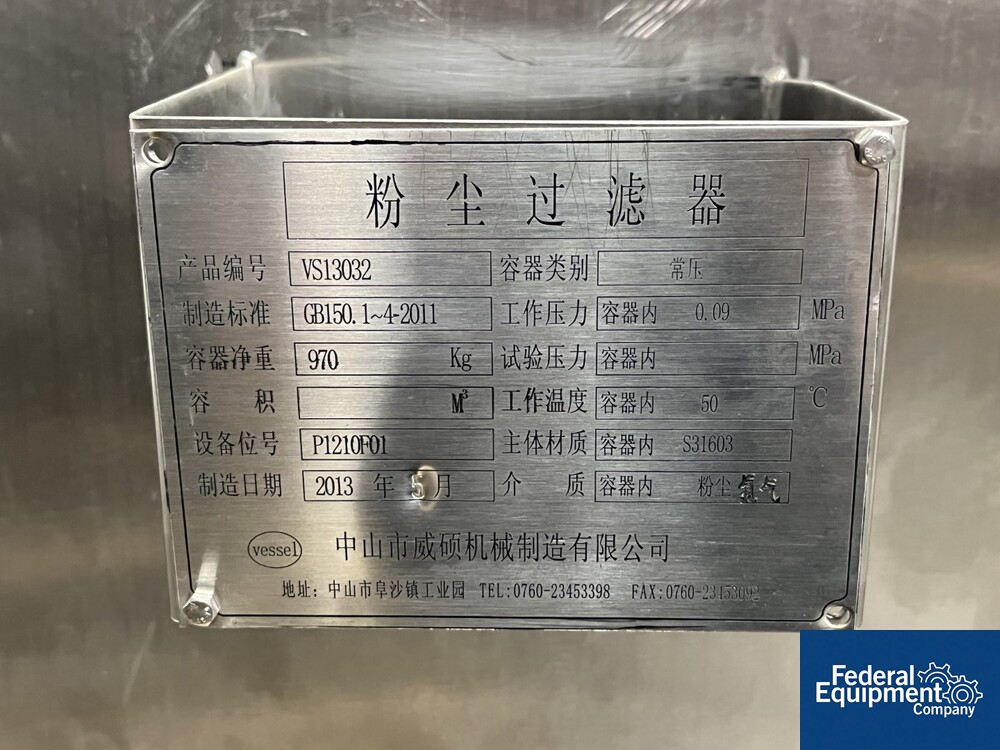 粉尘过滤器
产品编号 VS13032 容器类别 常压
制造标准 GB150.1~4-2011 工作压力 容器内 0.09 MPa
容器净重 970 Kg 试验压力 容器内 MPa
容 积 M³ 工作温度 容器内 50 ℃
设备位号 P1210F01 主体材质 容器内 S31603
制造日期 2013 年 5 月 介 质 容器内 粉尘 氮气
vessel 中山市威硕机械制造有限公司
地址: 中山市阜沙镇工业园 TEL:0760-23453398 FAX:0760-23453092
Federal
Equipment
Company